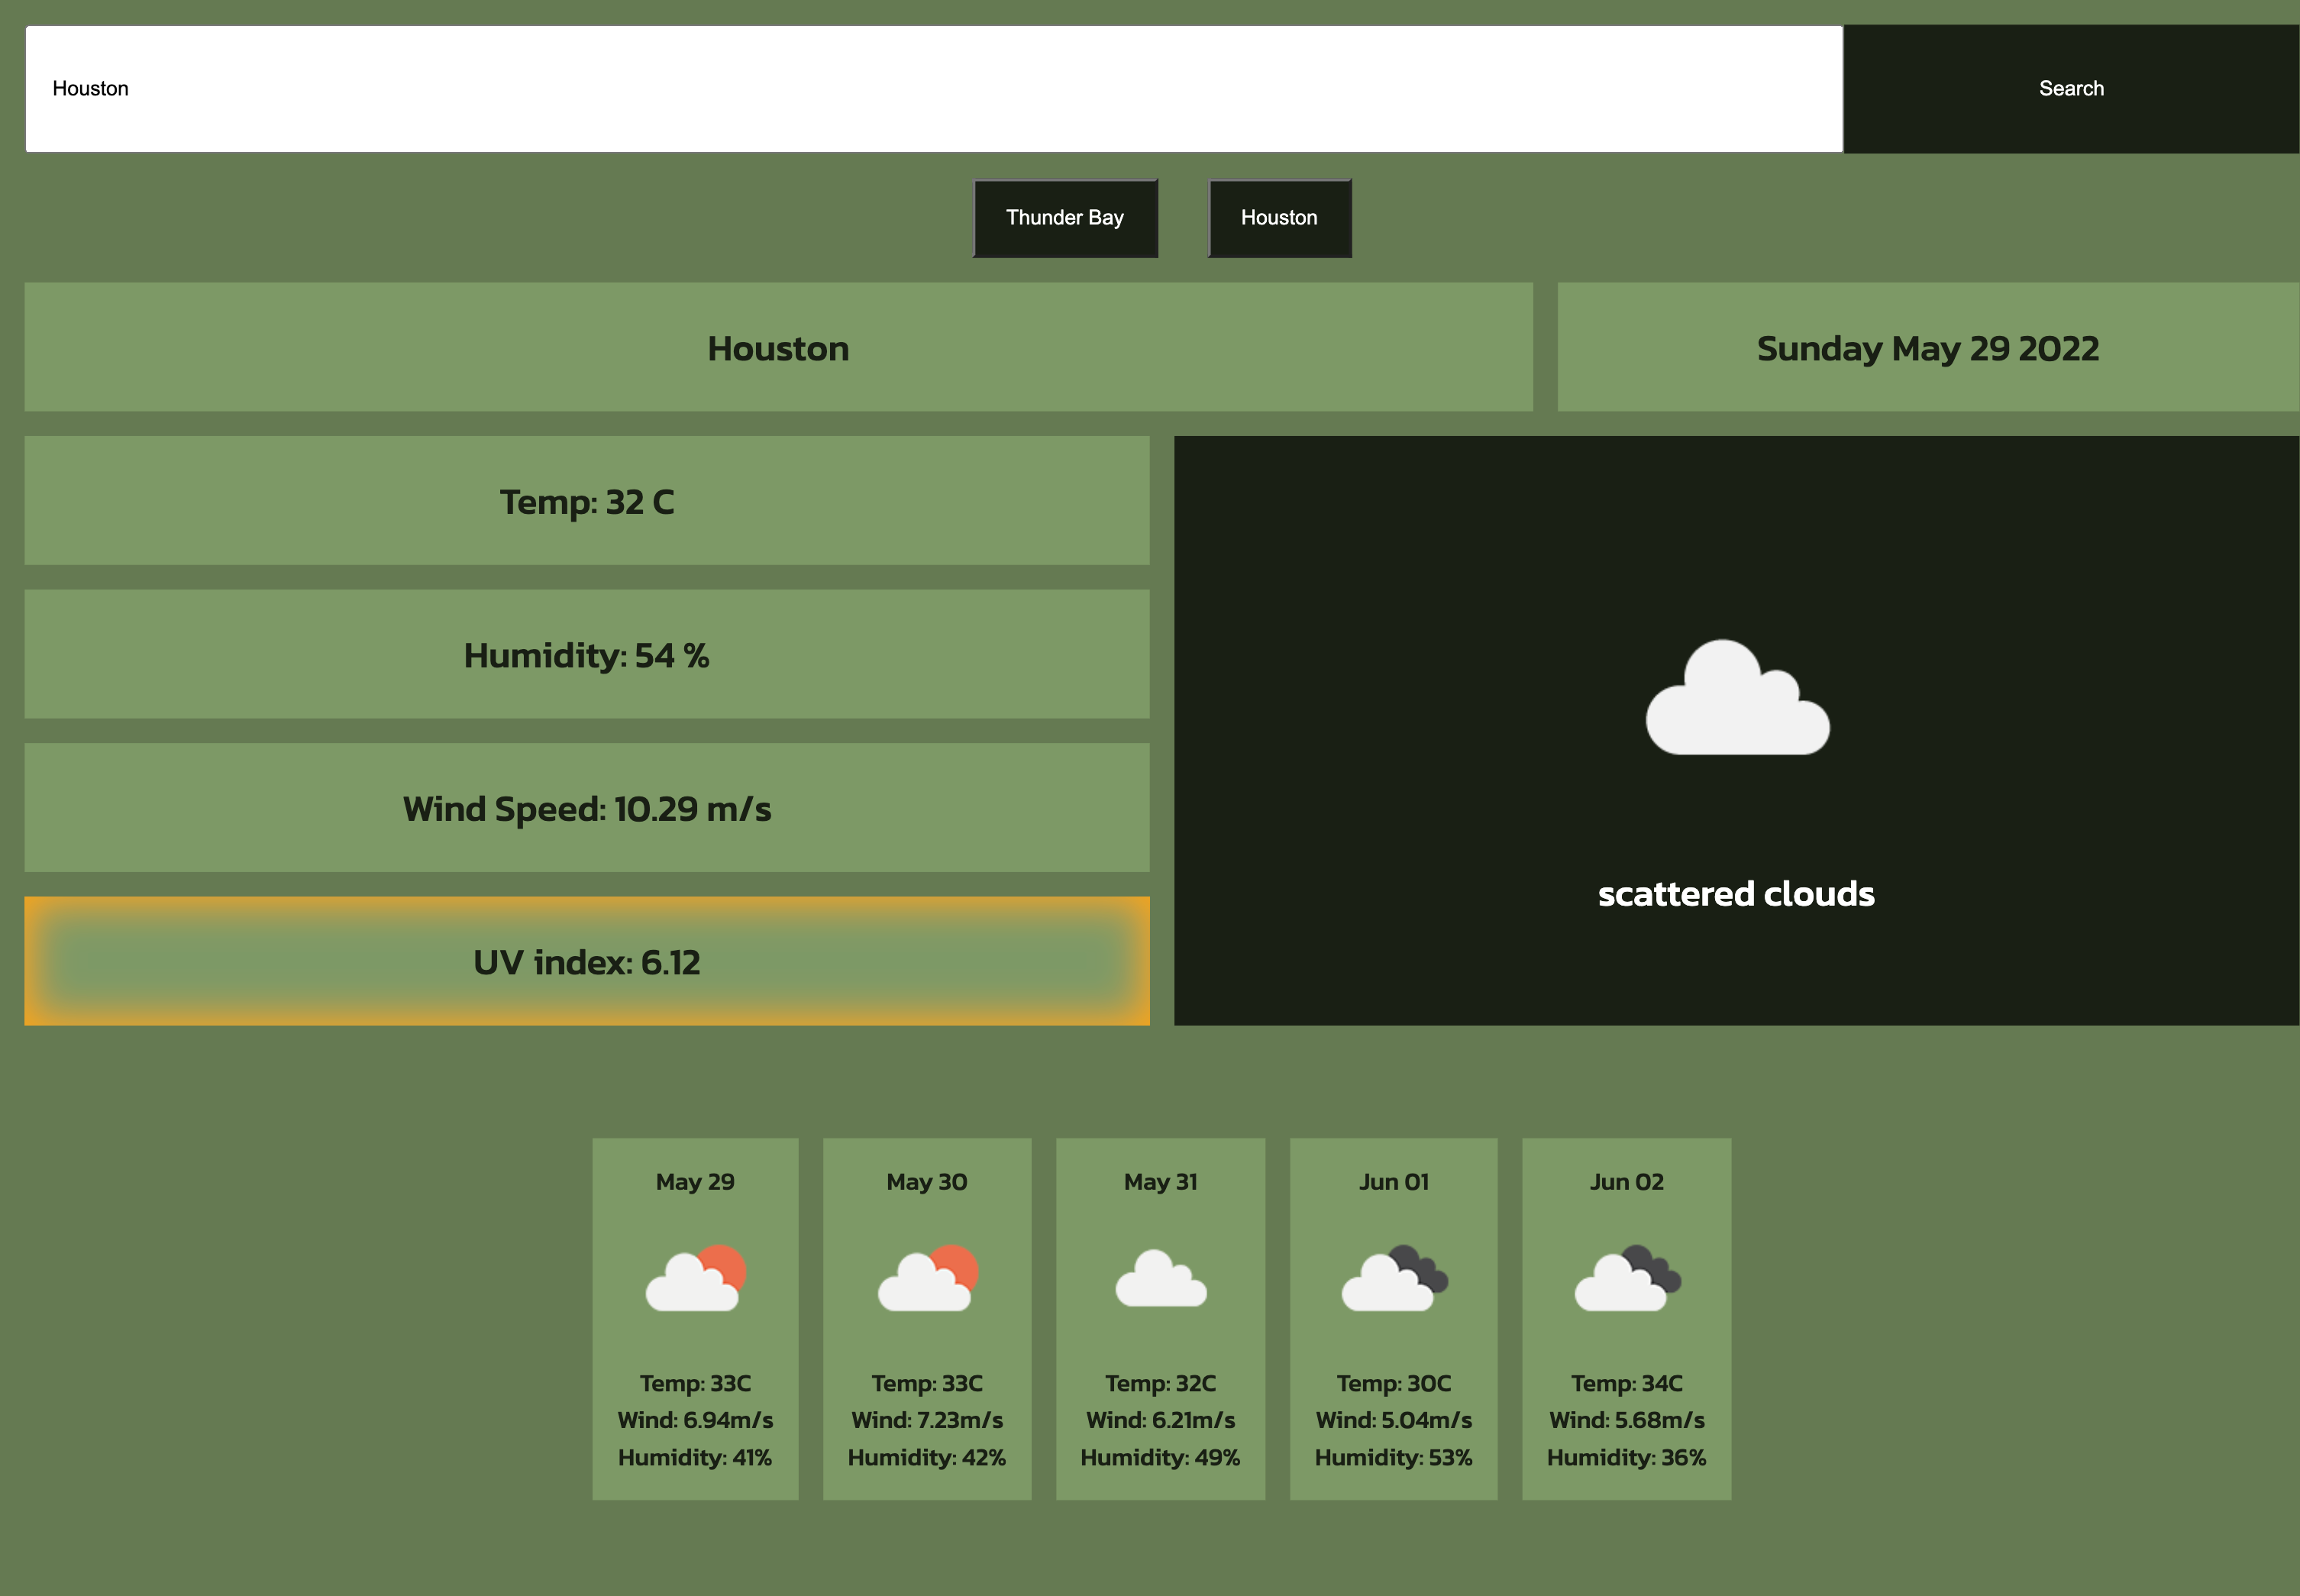 Houston
Search
Thunder Bay
Houston
Houston
Sunday May 29 2022
Temp: 32 C
Humidity: 54 %
Wind Speed: 10.29 m/s
UV index: 6.12
scattered clouds
May 29
Temp: 33C
Wind: 6.94m/s
Humidity: 41%
May 30
Temp: 33C
Wind: 7.23m/s
Humidity: 42%
May 31
Temp: 32C
Wind: 6.21m/s
Humidity: 49%
Jun 01
Temp: 30C
Wind: 5.04m/s
Humidity: 53%
Jun 02
Temp: 34C
Wind: 5.68m/s
Humidity: 36%